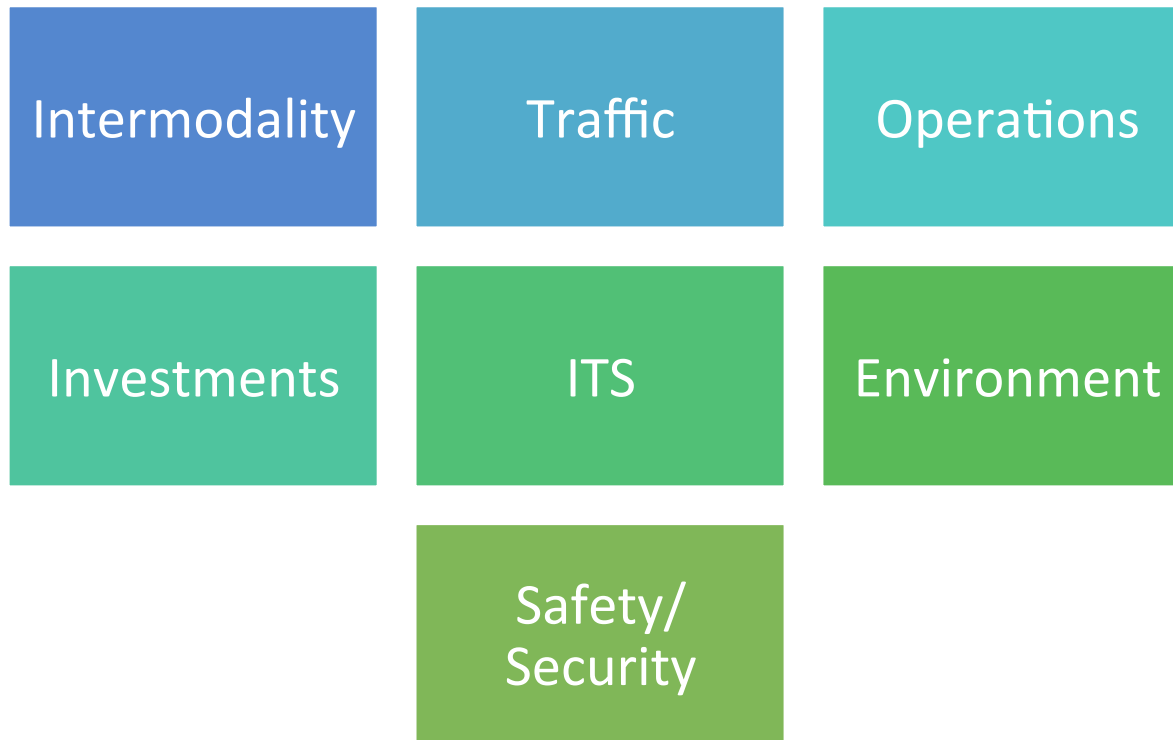 Intermodality
Traffic
Operations
Investments
ITS
Environment
Safety/
Security